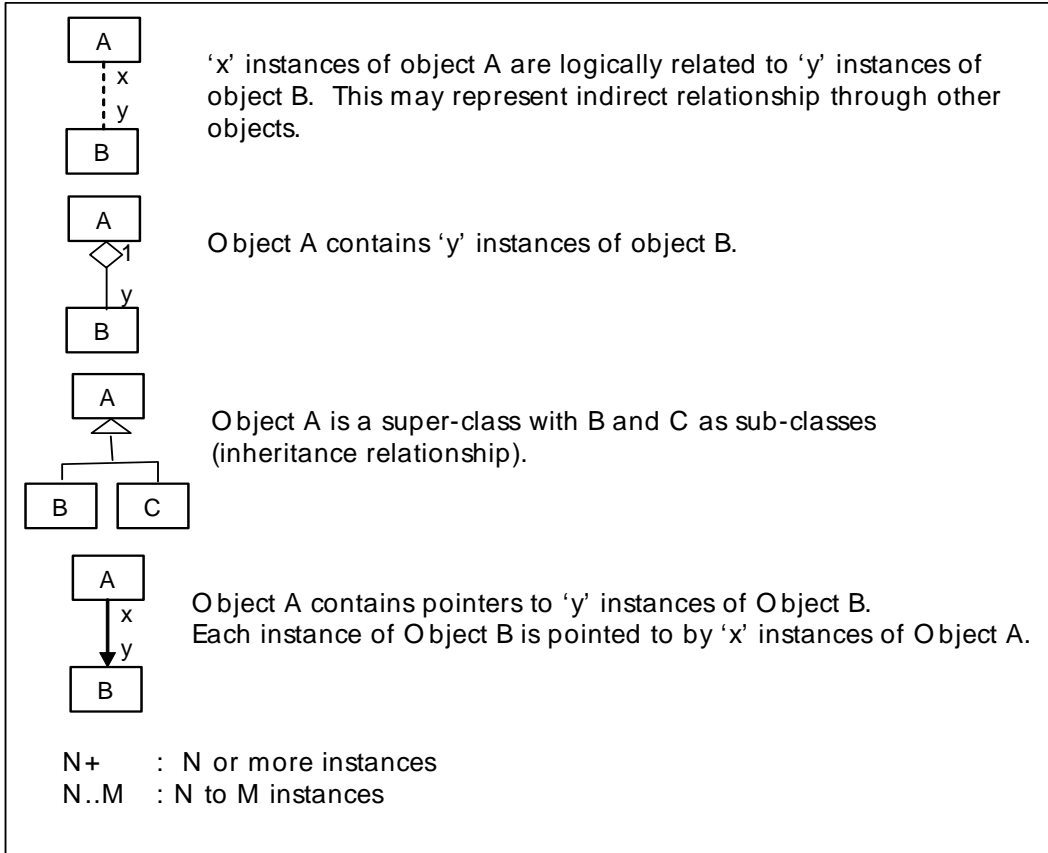 A
x
y
B
‘x’ instances of object A are logically related to ‘y’ instances of
object B. This may represent indirect relationship through other
objects.
A
1
y
B
Object A contains ‘y’ instances of object B.
A
B C
Object A is a super-class with B and C as sub-classes
(inheritance relationship).
A
x
y
B
Object A contains pointers to ‘y’ instances of Object B.
Each instance of Object B is pointed to by ‘x’ instances of Object A.
N+ : N or more instances
N..M : N to M instances